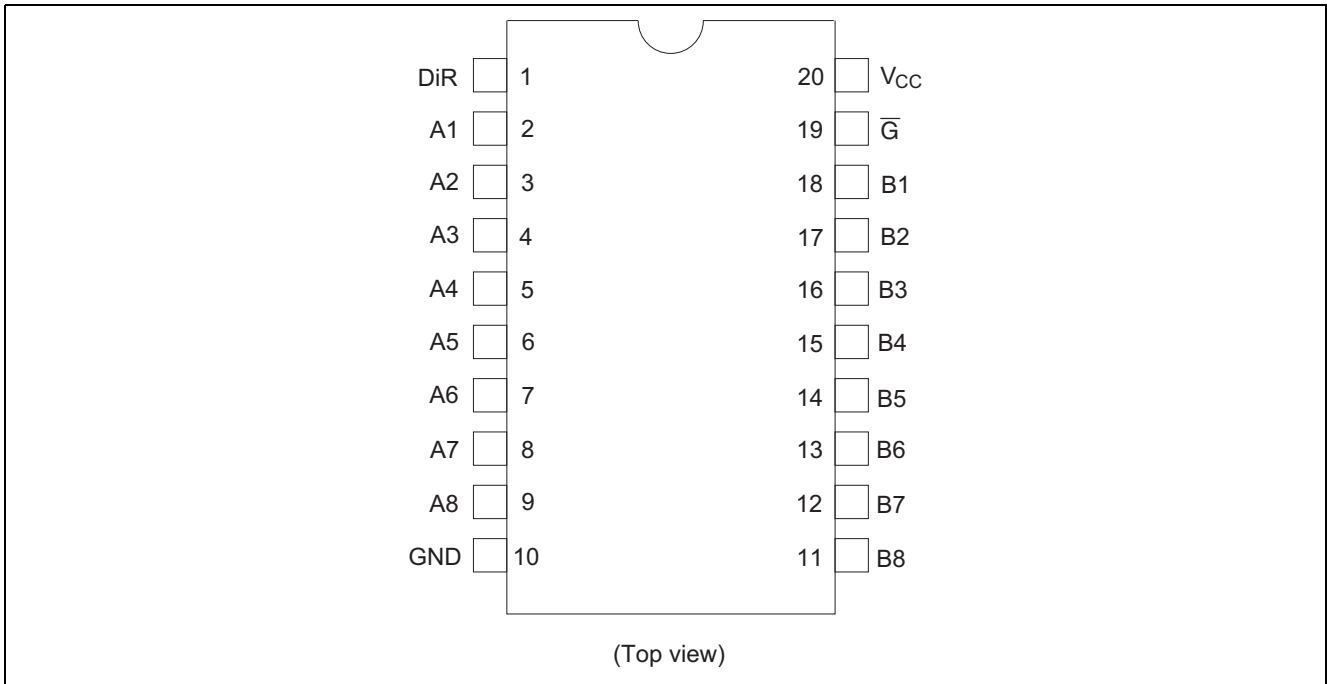 DiR 1 20 VCC
A1 2 19 G̅
A2 3 18 B1
A3 4 17 B2
A4 5 16 B3
A5 6 15 B4
A6 7 14 B5
A7 8 13 B6
A8 9 12 B7
GND 10 11 B8
(Top view)